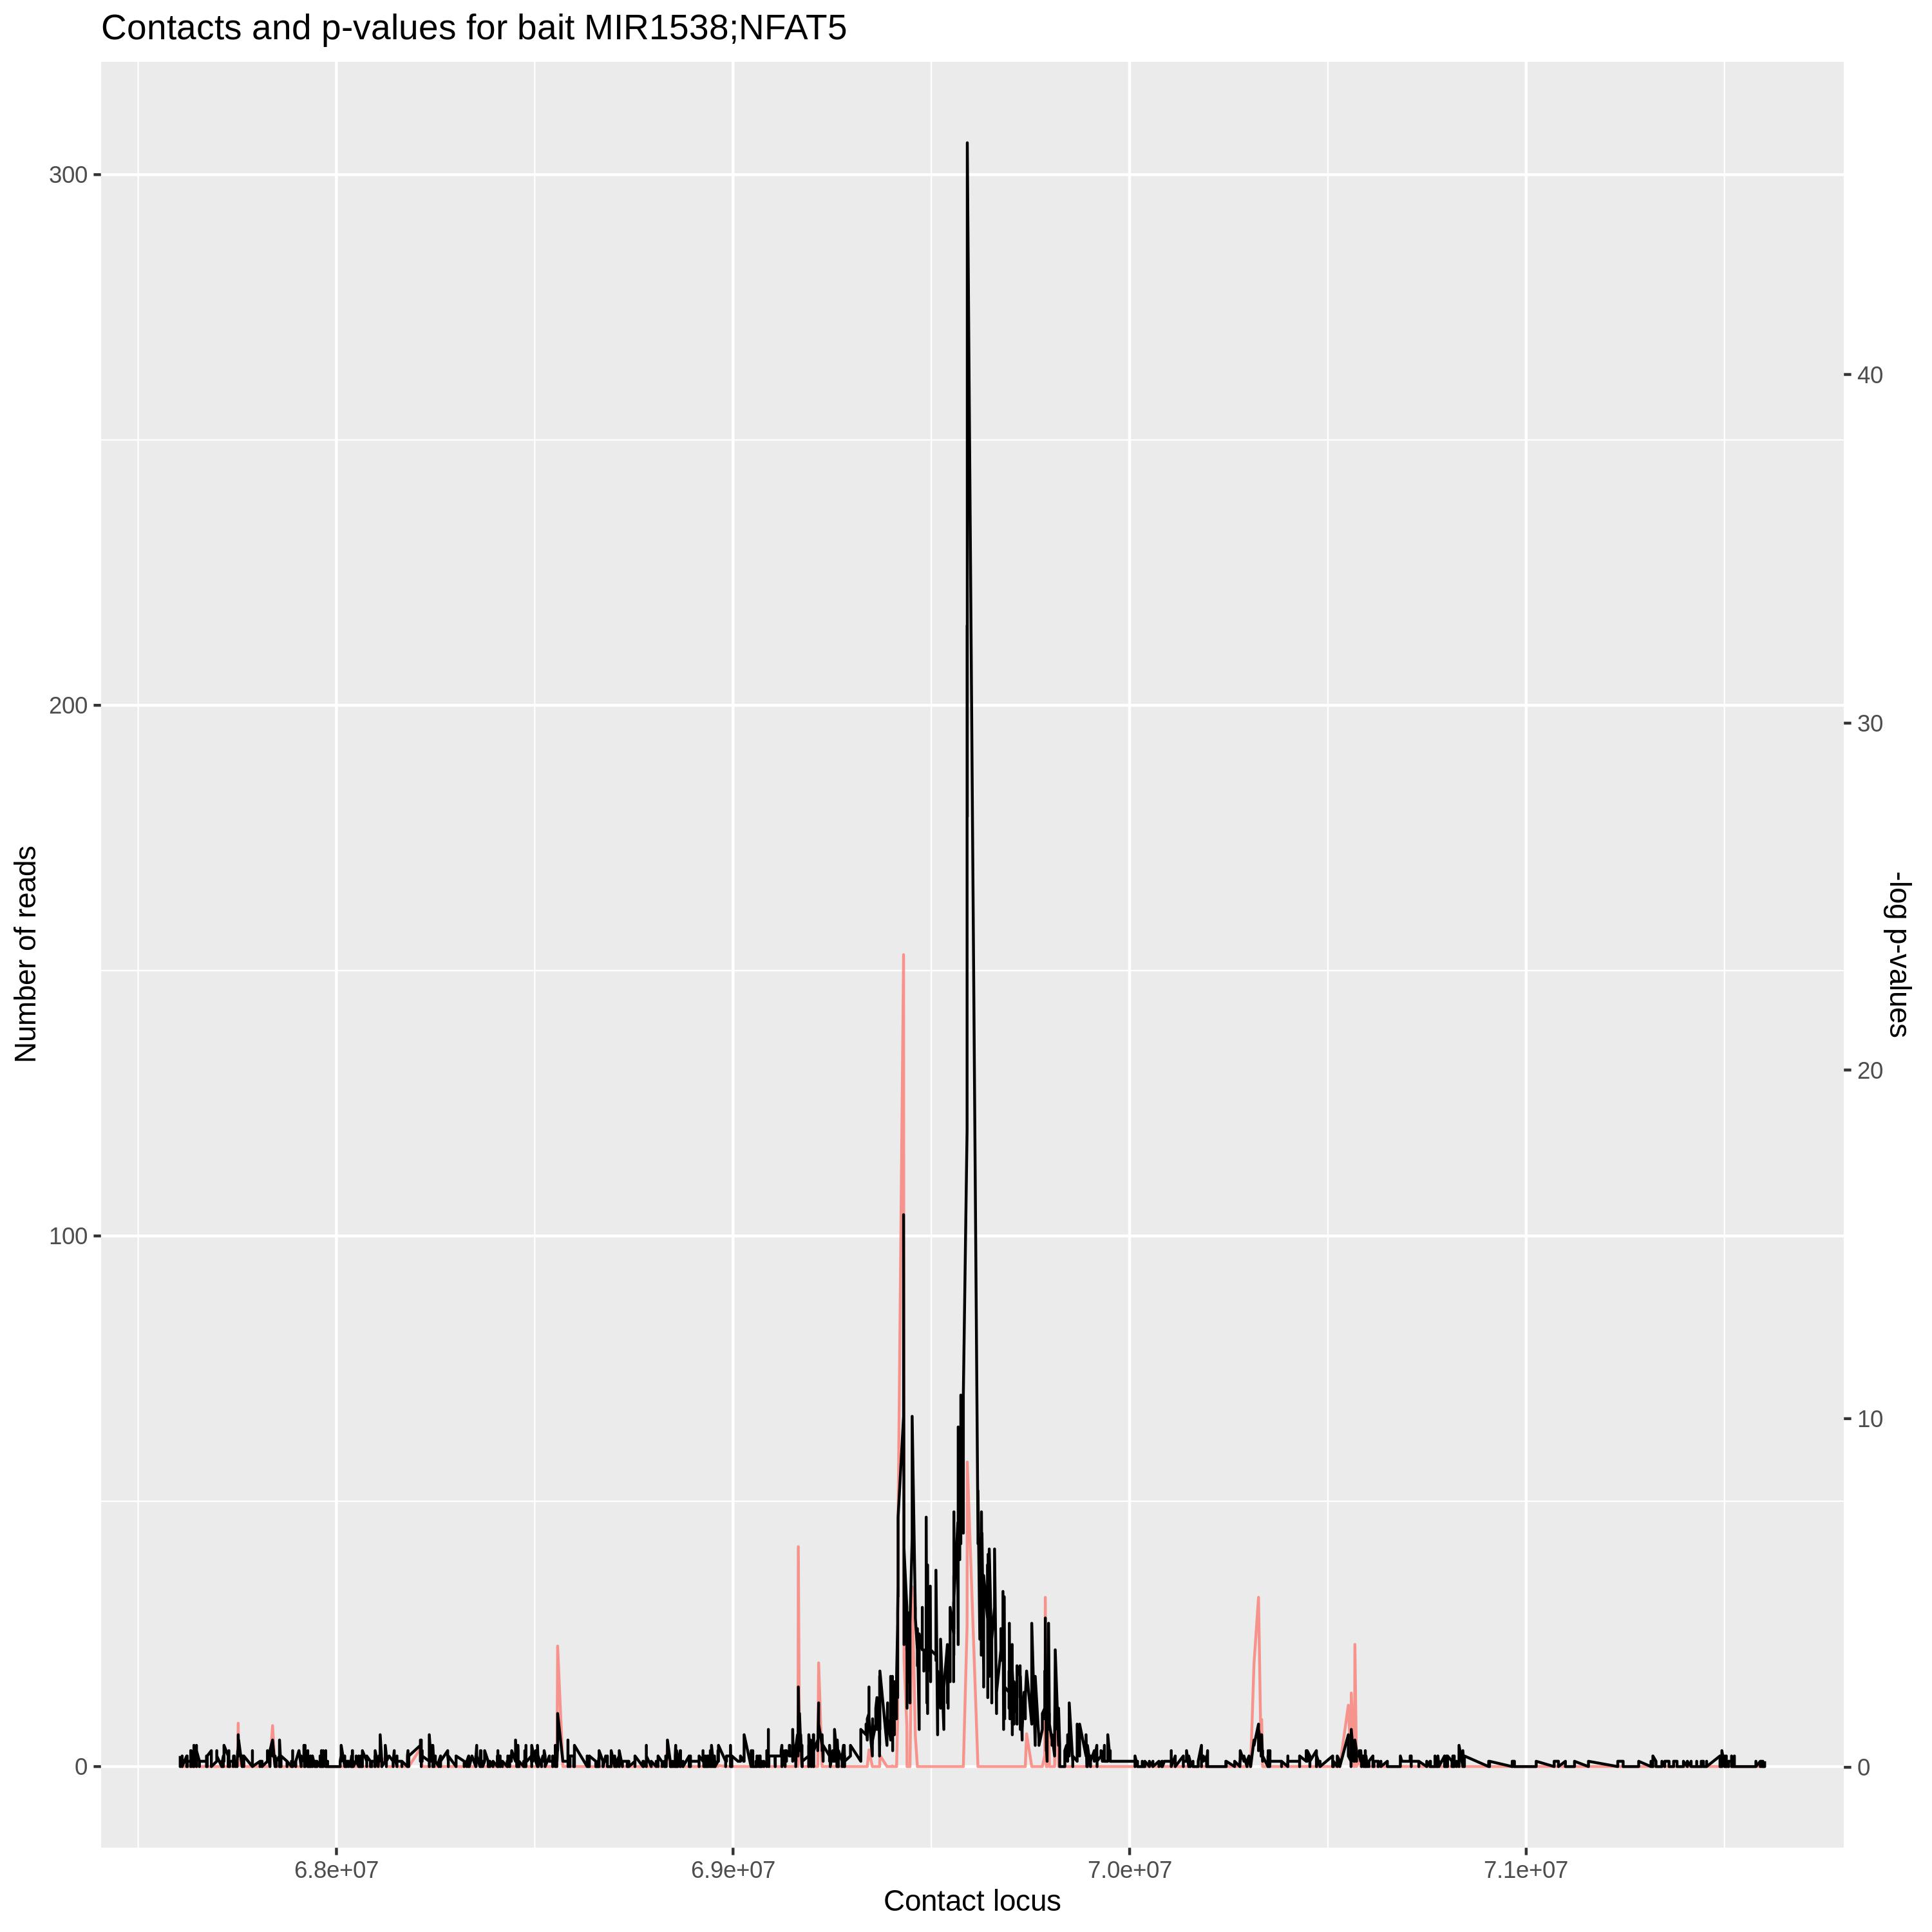 Contacts and p-values for bait MIR1538;NFAT5
300
200
100
0
Number of reads
40
30
20
10
0
-log p-values
6.8e+07
6.9e+07
7.0e+07
7.1e+07
Contact locus